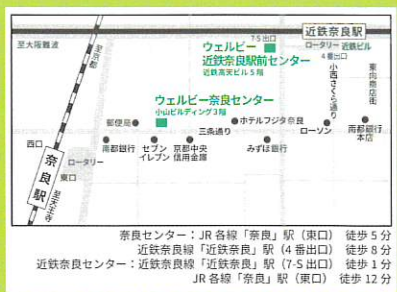 近鉄奈良駅
7-S出口
至大阪難波
ウェルビー
近鉄奈良駅前センター
近鉄高天ビル5階
ロータリー
近鉄ビル
4番出口
至京都
小西さくら通り
東向商店街
ウェルビー奈良センター
小山ビルディング3階
郵便局
ホテルフジタ奈良
三条通り
ローソン
南都銀行
本店
西口
南都銀行
セブン
イレブン
京都中央
信用金庫
みずほ銀行
奈良駅
ロータリー
東口
至天王寺
奈良センター：JR各線「奈良」駅（東口） 徒歩5分
近鉄奈良線「近鉄奈良」駅（4番出口） 徒歩8分
近鉄奈良センター：近鉄奈良線「近鉄奈良」駅（7-S出口） 徒歩1分
JR各線「奈良」駅（東口） 徒歩12分